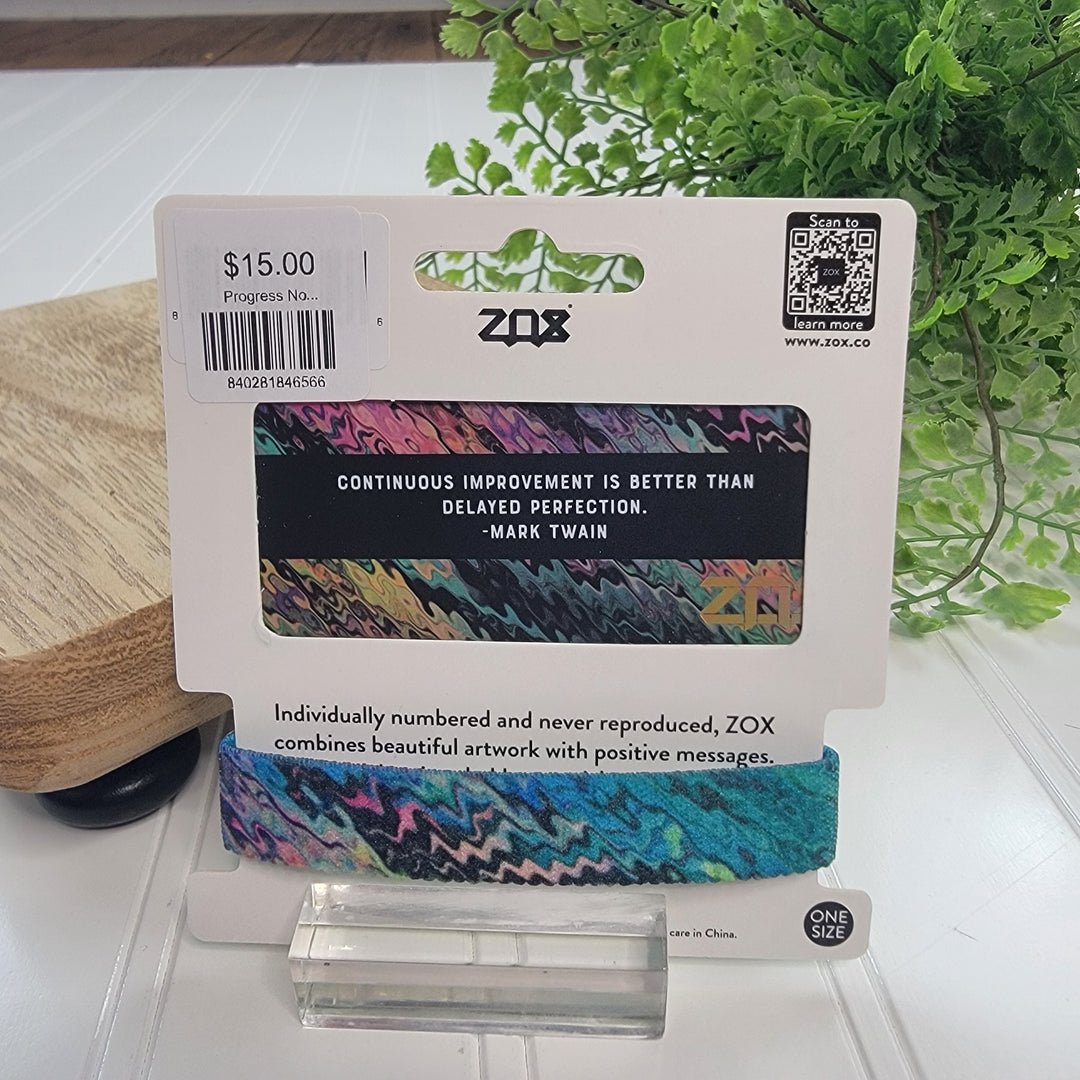 $15.00
Progress No...
8
6
840281846566
ZOX
Scan to
ZOX
learn more
www.zox.co
CONTINUOUS IMPROVEMENT IS BETTER THAN
DELAYED PERFECTION.
-MARK TWAIN
ZOX
Individually numbered and never reproduced, ZOX
combines beautiful artwork with positive messages.
care in China.
ONE
SIZE